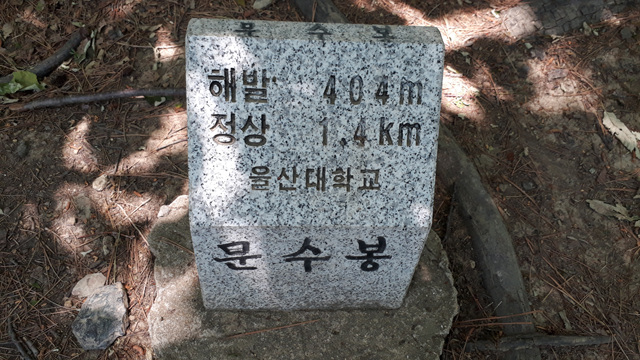 문수봉
해발 404m
정상 1.4km
울산대학교
문수봉